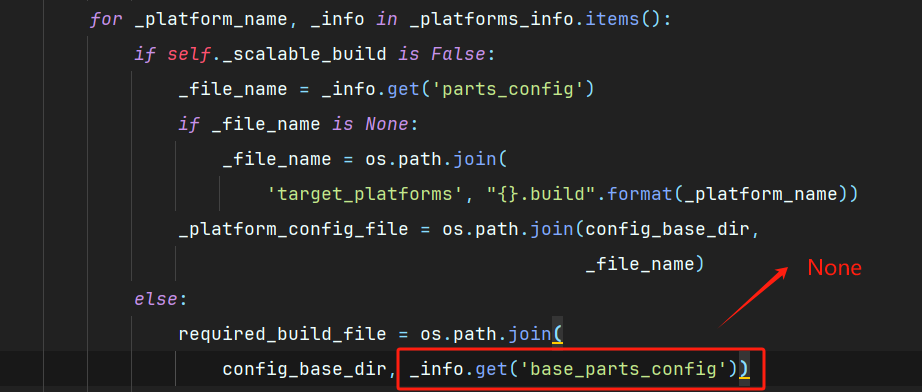 for _platform_name, _info in _platforms_info.items():
if self._scalable_build is False:
_file_name = _info.get('parts_config')
if _file_name is None:
_file_name = os.path.join(
'target_platforms', "{}.build".format(_platform_name))
_platform_config_file = os.path.join(config_base_dir,
_file_name)
None
else:
required_build_file = os.path.join(
config_base_dir, _info.get('base_parts_config'))